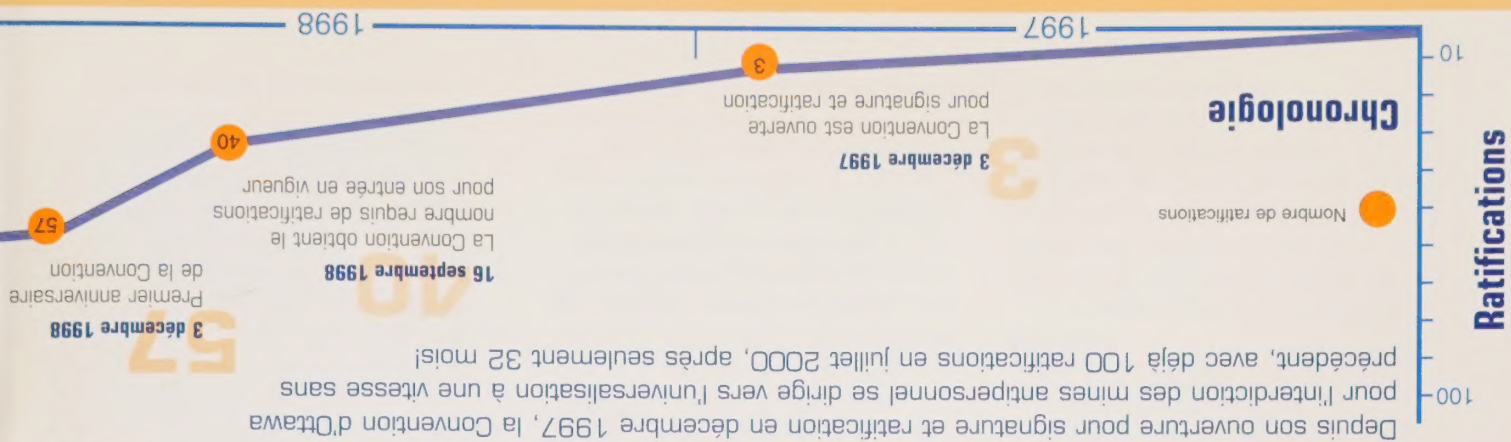 Depuis son ouverture pour signature et ratification en décembre 1997, la Convention d'Ottawa
pour l'interdiction des mines antipersonnel se dirige vers l'universalisation à une vitesse sans
précédent, avec déjà 100 ratifications en juillet 2000, après seulement 32 mois!
Ratifications
100
10
Nombre de ratifications
Chronologie
3
3 décembre 1997
La Convention est ouverte
pour signature et ratification
3
40
16 septembre 1998
La Convention obtient le
nombre requis de ratifications
pour son entrée en vigueur
40
57
3 décembre 1998
Premier anniversaire
de la Convention
57
1997
1998